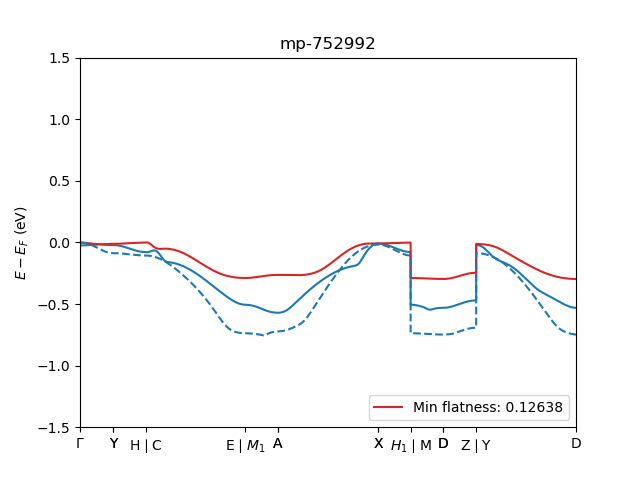 mp-752992
E − E_F (eV)
1.5
1.0
0.5
0.0
−0.5
−1.0
−1.5
Min flatness: 0.12638
Γ Y H | C E | M₁ A X H₁ | M D Z | Y D